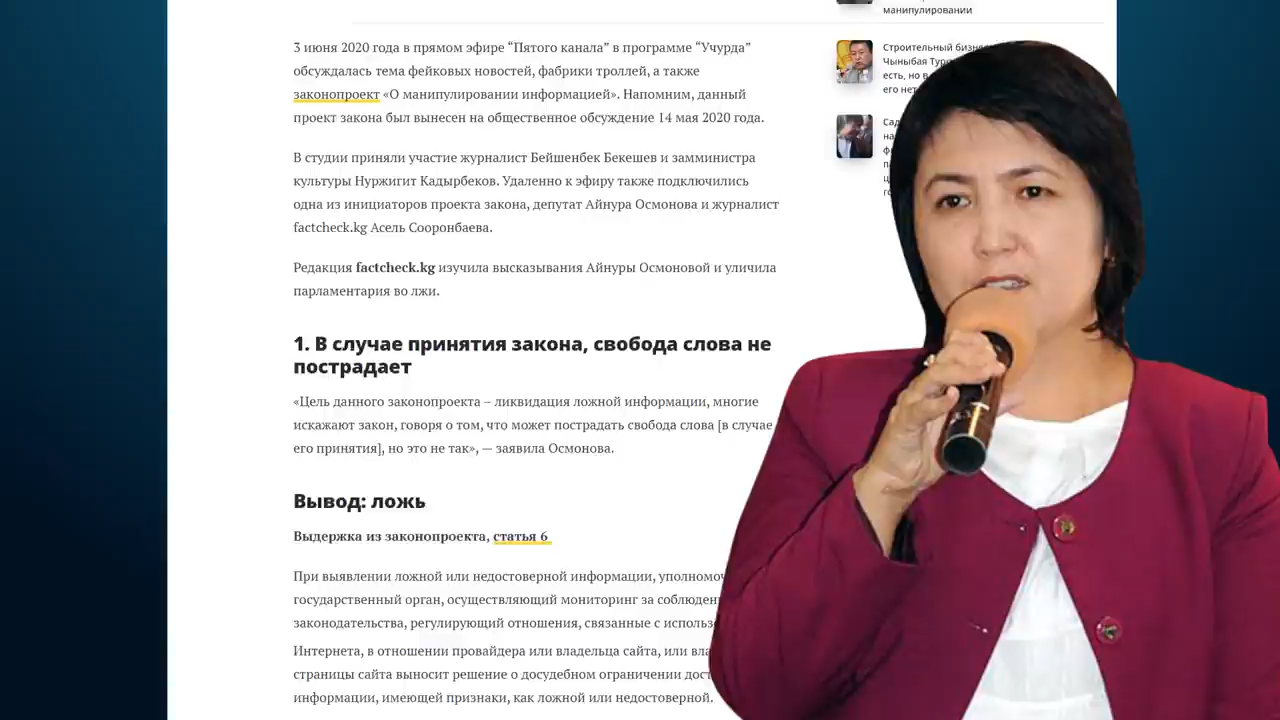 3 июня 2020 года в прямом эфире “Пятого канала” в программе “Учурда”
обсуждалась тема фейковых новостей, фабрики троллей, а также
законопроект «О манипулировании информацией». Напомним, данный
проект закона был вынесен на общественное обсуждение 14 мая 2020 года.
В студии приняли участие журналист Бейшенбек Бекешев и замминистра
культуры Нуржигит Кадырбеков. Удаленно к эфиру также подключились
одна из инициаторов проекта закона, депутат Айнура Осмонова и журналист
factcheck.kg Асель Сооронбаева.
Редакция factcheck.kg изучила высказывания Айнуры Осмоновой и уличила
парламентария во лжи.
1. В случае принятия закона, свобода слова не
пострадает
«Цель данного законопроекта – ликвидация ложной информации, многие
искажают закон, говоря о том, что может пострадать свобода слова [в случае
его принятия], но это не так», — заявила Осмонова.
Вывод: ложь
Выдержка из законопроекта, статья 6
При выявлении ложной или недостоверной информации,
государственный орган, осуществляющий мониторинг за
законодательства, регулирующий отношения, связанные с
Интернета, в отношении провайдера или владельца сайта, или
страницы сайта выносит решение о досудебном ограничении
информации, имеющей признаки, как ложной или недостоверной.
манипулировании
Строительный
Чыныбая
есть, но в
его нет